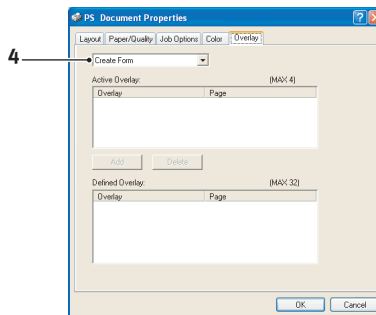 PS Document Properties
Layout Paper/Quality Job Options Color Overlay
4
Create Form
Active Overlay: (MAX 4)
Overlay Page
Add Delete
Defined Overlay: (MAX 32)
Overlay Page
OK Cancel